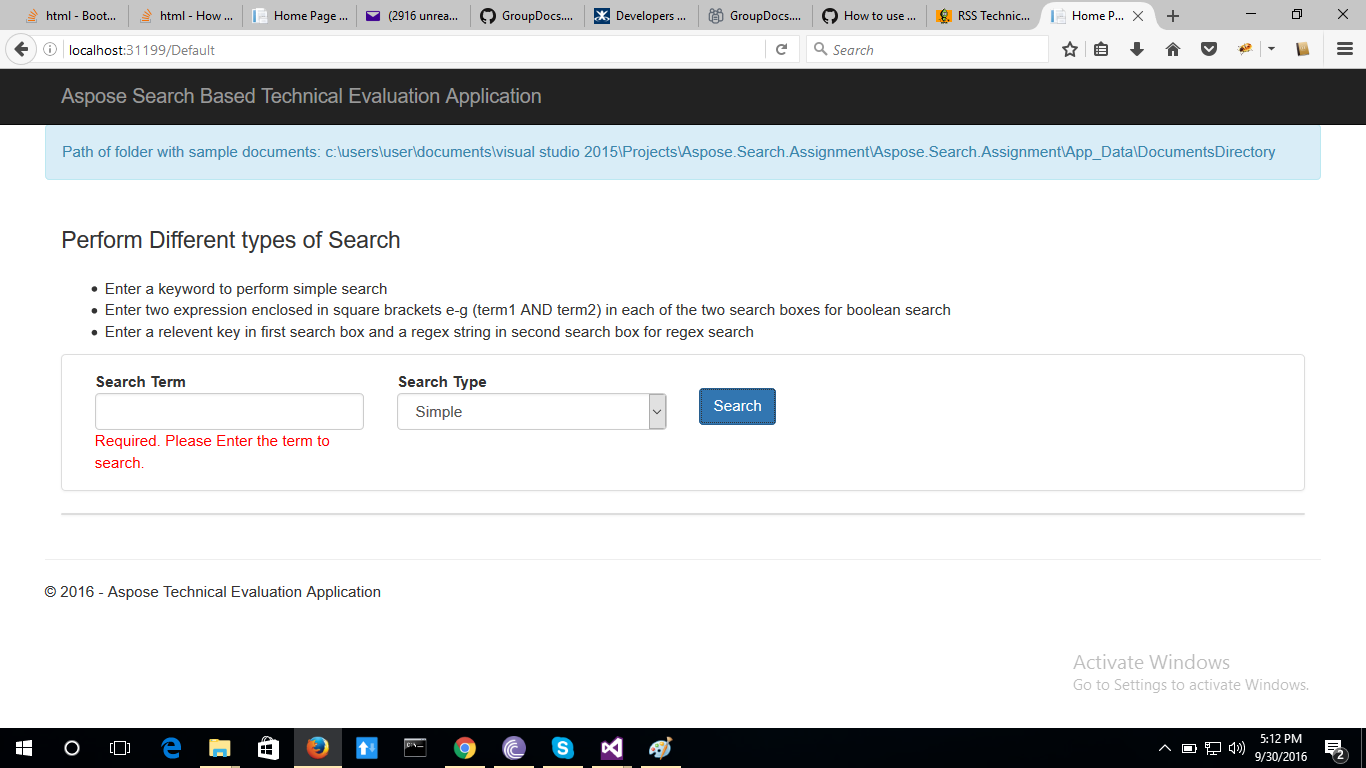 html - Boot...
html - How ...
Home Page ...
(2916 unrea...
GroupDocs....
Developers ...
GroupDocs....
How to use ...
RSS Technic...
Home P...
localhost:31199/Default
Search
Aspose Search Based Technical Evaluation Application
Path of folder with sample documents: c:\users\user\documents\visual studio 2015\Projects\Aspose.Search.Assignment\Aspose.Search.Assignment\App_Data\DocumentsDirectory
Perform Different types of Search
Enter a keyword to perform simple search
Enter two expression enclosed in square brackets e-g (term1 AND term2) in each of the two search boxes for boolean search
Enter a relevent key in first search box and a regex string in second search box for regex search
Search Term
Search Type
Simple
Search
Required. Please Enter the term to
search.
© 2016 - Aspose Technical Evaluation Application
Activate Windows
Go to Settings to activate Windows.
5:12 PM
9/30/2016
2